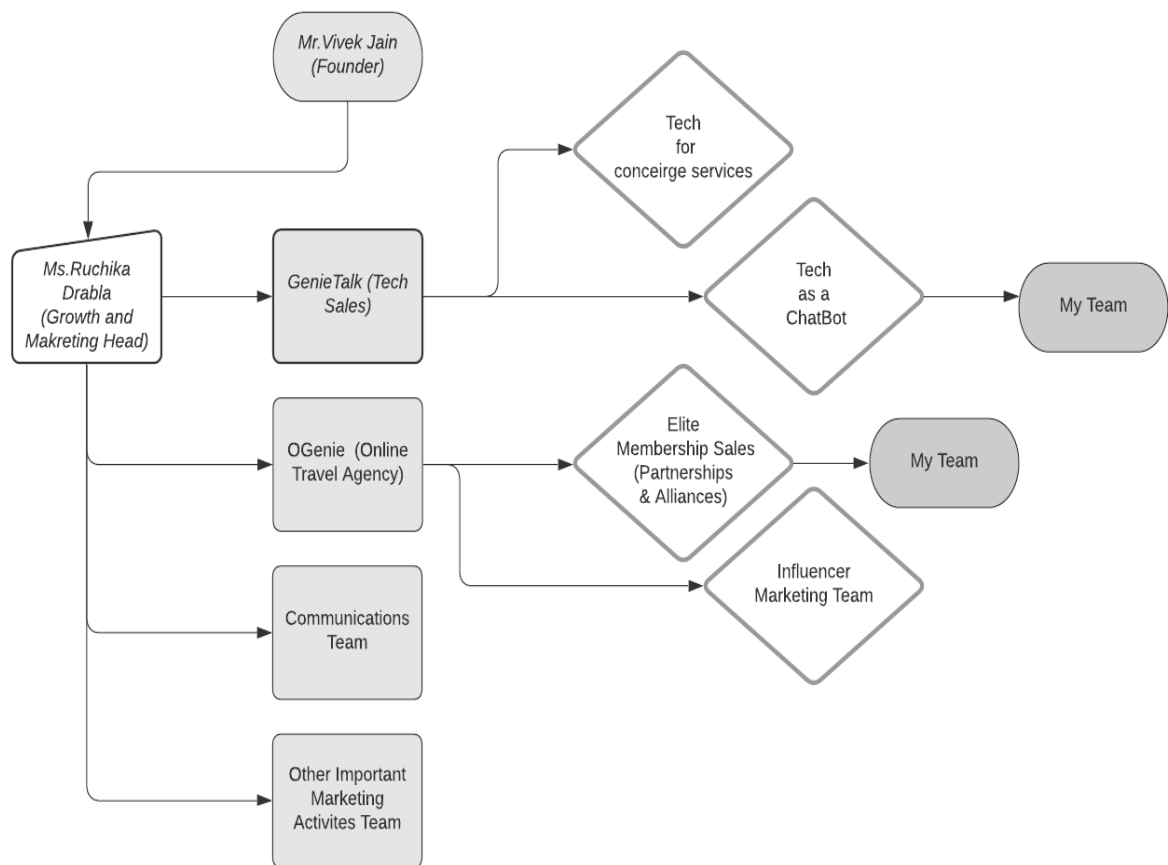 Mr.Vivek Jain
(Founder)
Tech
for
conceirge services
Ms.Ruchika
Drabla
(Growth and
Makreting Head)
GenieTalk (Tech
Sales)
Tech
as a
ChatBot
My Team
OGenie (Online
Travel Agency)
Elite
Membership Sales
(Partnerships
& Alliances)
My Team
Influencer
Marketing Team
Communications
Team
Other Important
Marketing
Activites Team